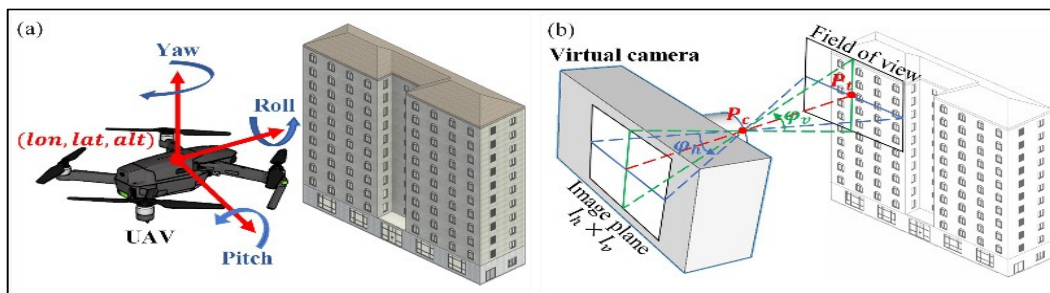 (a)
Yaw
Roll
(lon, lat, alt)
UAV
Pitch
(b)
Virtual camera
Field of view
P_t
P_c
φ_v
φ_h
Image plane
I_h × I_v